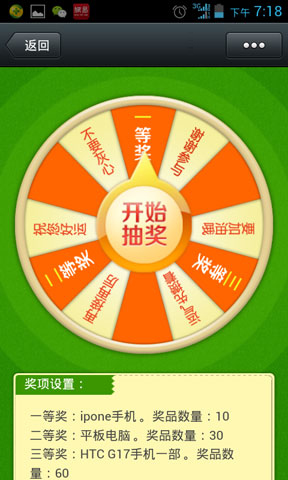 下午 7:18
返回
一等奖
谢谢参与
要加油哦
三等奖
运气先攒着
再接再厉
二等奖
祝您好运
不要灰心
开始
抽奖
奖项设置：
一等奖：ipone手机 。奖品数量：10
二等奖：平板电脑 。奖品数量：30
三等奖：HTC G17手机一部 。奖品数
量：60